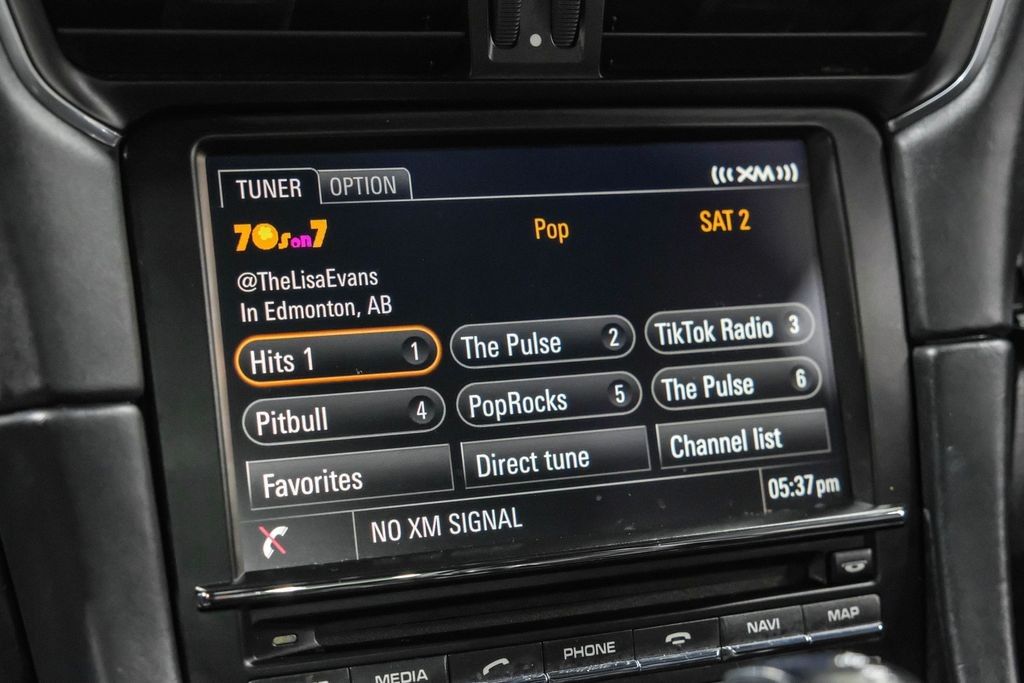 TUNER OPTION XM
70s on 7 Pop SAT 2
@TheLisaEvans
In Edmonton, AB
Hits 1 1 The Pulse 2 TikTok Radio 3
Pitbull 4 PopRocks 5 The Pulse 6
Favorites Direct tune Channel list
NO XM SIGNAL 05:37pm
MEDIA PHONE NAVI MAP